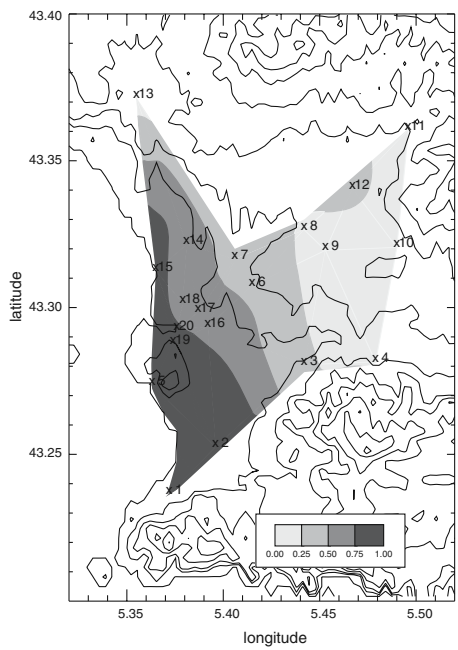 43.40
x13
x11
43.35
x12
x8
x14
x9
x10
x7
x15
x6
latitude
x18
43.30
x17
x20
x16
x19
x3
x4
x5
x2
43.25
x1
0.00 0.25 0.50 0.75 1.00
5.35 5.40 5.45 5.50
longitude